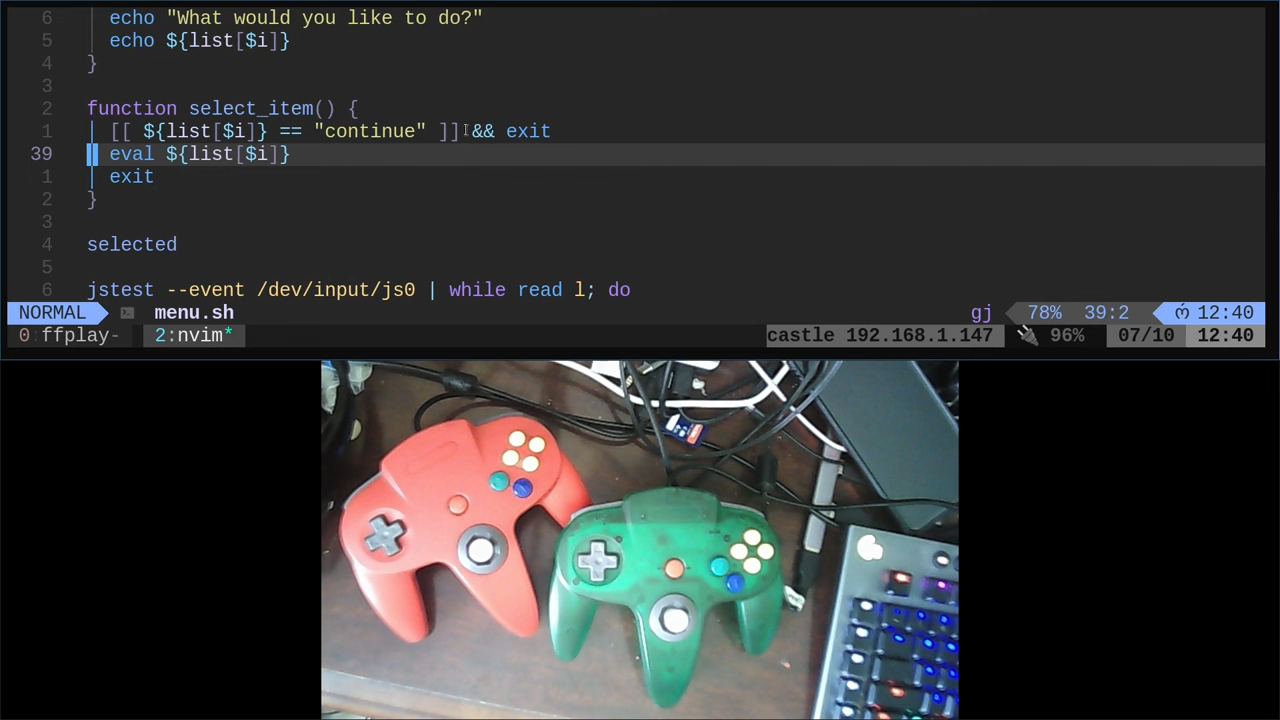 6 echo "What would you like to do?"
5 echo ${list[$i]}
4 }
3
2 function select_item() {
1 [[ ${list[$i]} == "continue" ]] && exit
39 eval ${list[$i]}
1 exit
2 }
3
4 selected
5
6 jstest --event /dev/input/js0 | while read l; do
NORMAL menu.sh gj 78% 39:2 12:40
0:ffplay- 2:nvim* castle 192.168.1.147 96% 07/10 12:40